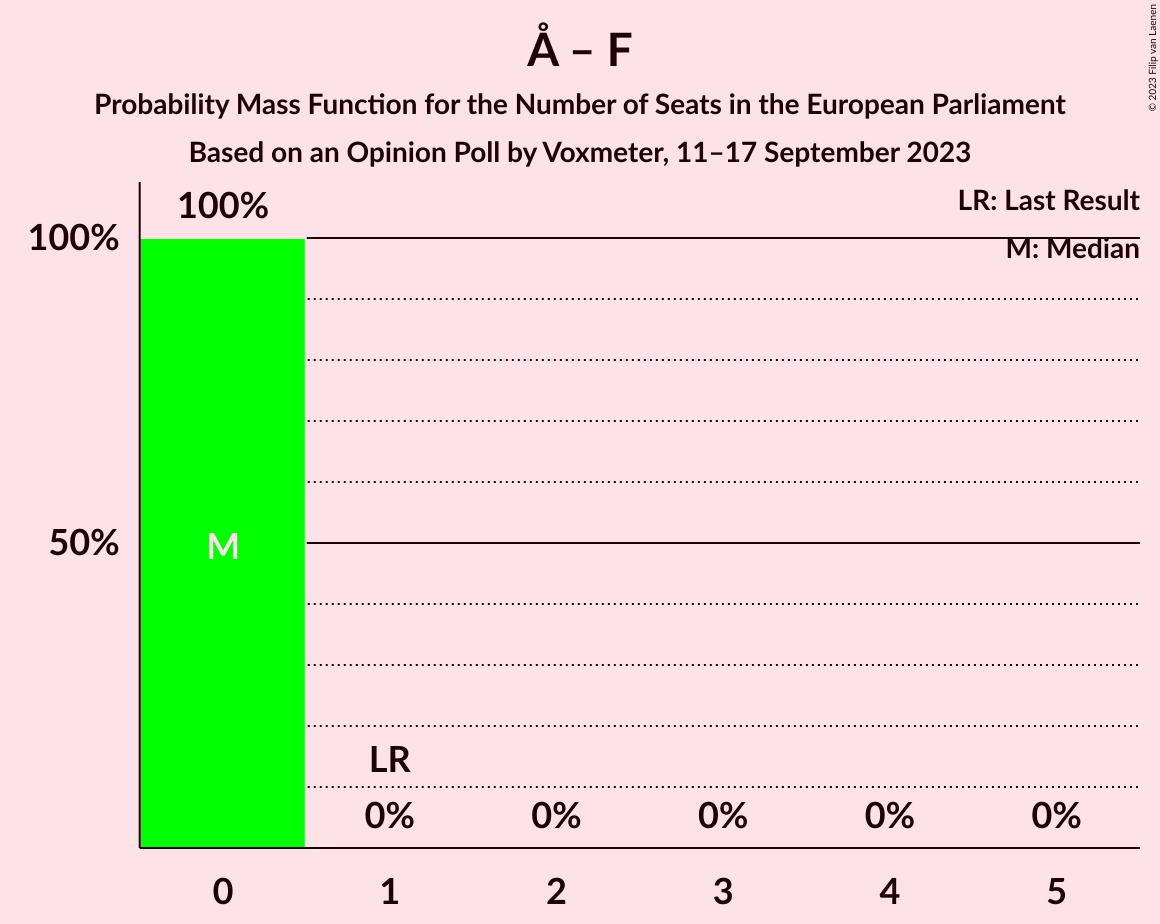 Å – F
Probability Mass Function for the Number of Seats in the European Parliament
Based on an Opinion Poll by Voxmeter, 11–17 September 2023
© 2023 Filip van Laenen
LR: Last Result
M: Median
100%
100%
50%
M
LR
0% 0% 0% 0% 0%
0 1 2 3 4 5